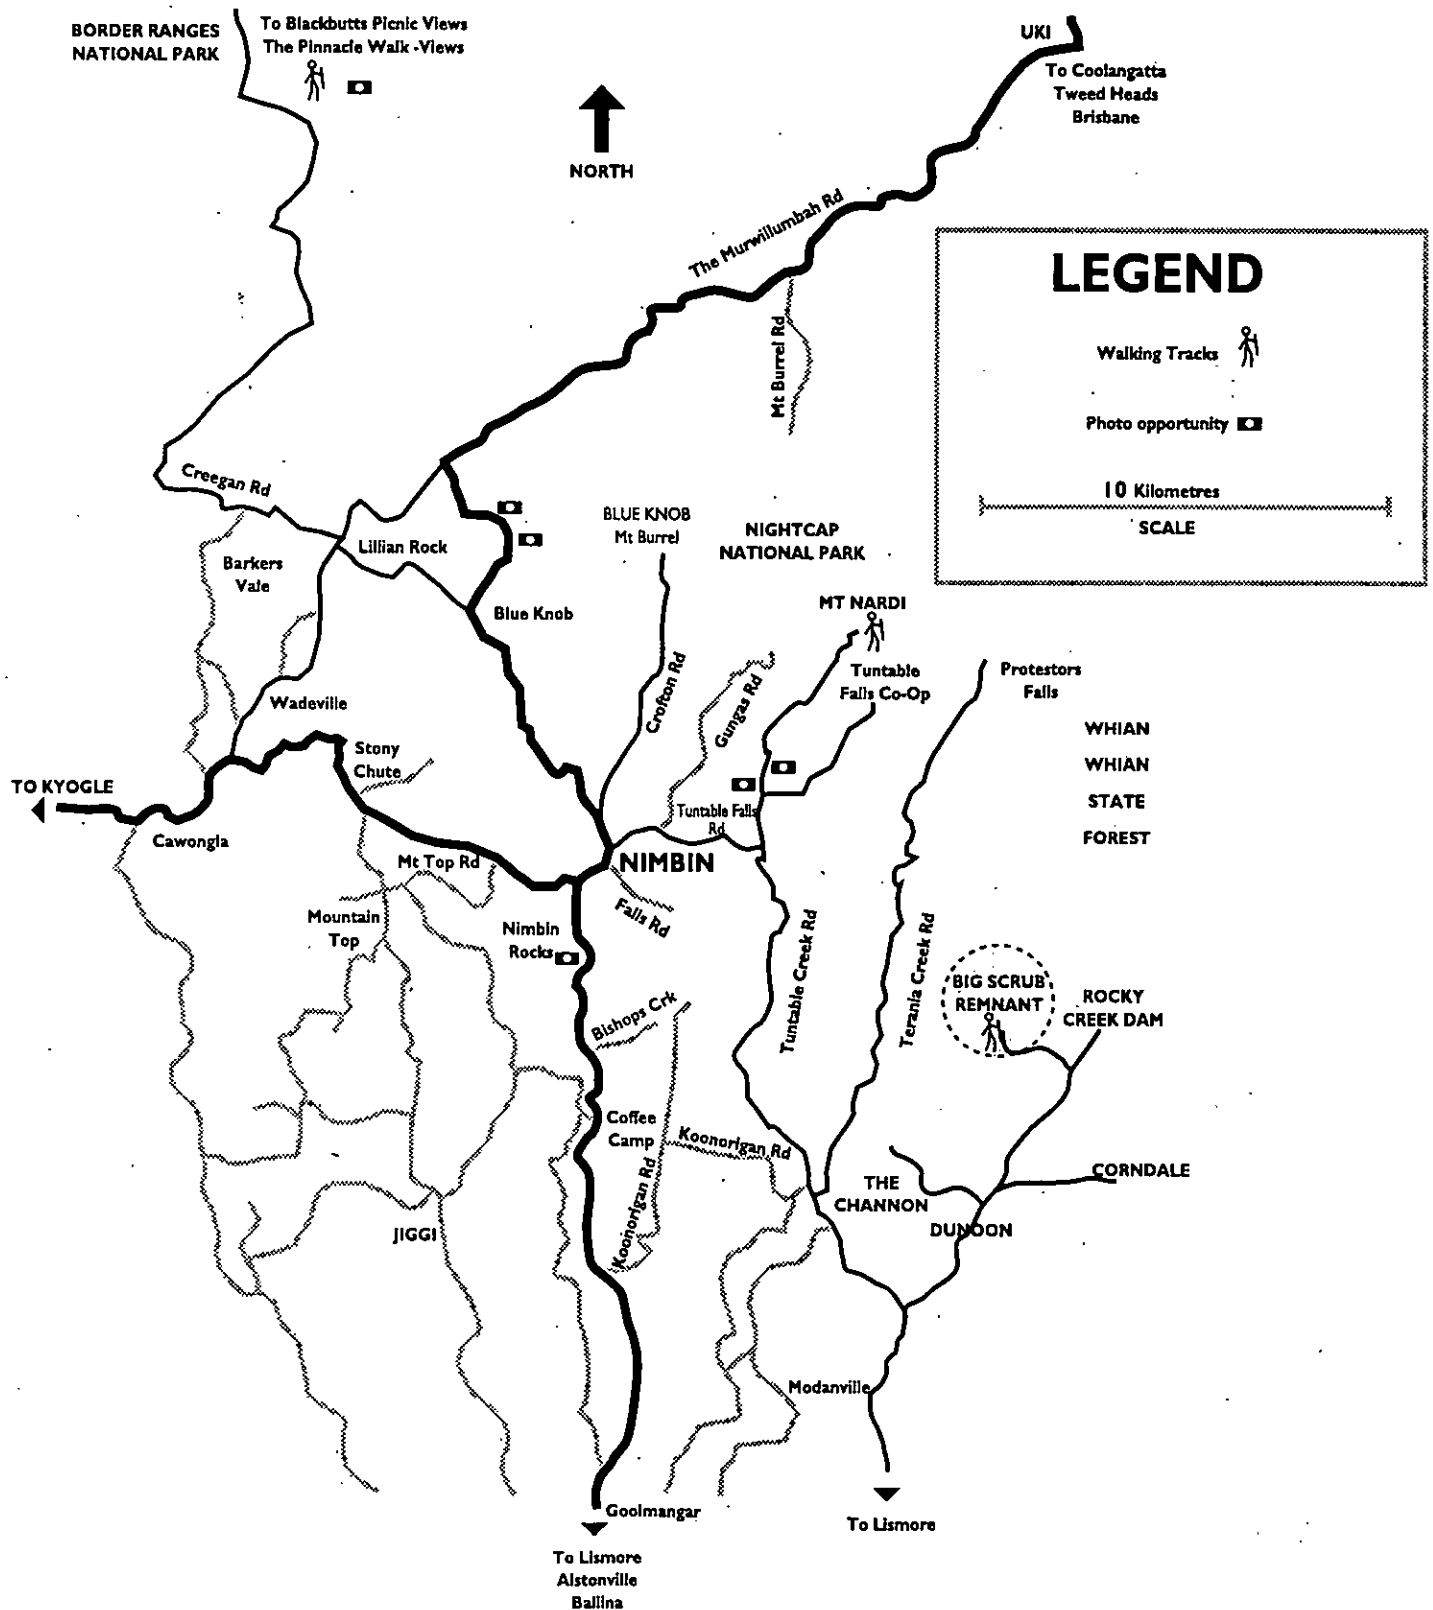 BORDER RANGES
NATIONAL PARK
To Blackbutts Picnic Views
The Pinnacle Walk -Views
NORTH
UKI
To Coolangatta
Tweed Heads
Brisbane
The Murwillumbah Rd
Mt Burrel Rd
LEGEND
Walking Tracks
Photo opportunity
10 Kilometres
SCALE
Creegan Rd
Lillian Rock
Barkers
Vale
Blue Knob
BLUE KNOB
Mt Burrel
NIGHTCAP
NATIONAL PARK
MT NARDI
Tuntable
Falls Co-Op
Protestors
Falls
WHIAN
WHIAN
STATE
FOREST
Wadeville
Crofton Rd
Gungas Rd
Stony
Chute
TO KYOGLE
Cawongla
Tuntable Falls
Rd
NIMBIN
Mt Top Rd
Falls Rd
Mountain
Top
Nimbin
Rocks
Tuntable Creek Rd
Terania Creek Rd
BIG SCRUB
REMNANT
ROCKY
CREEK DAM
Bishops Crk
Coffee
Camp
Koonorigan Rd
Koonorigan Rd
THE
CHANNON
CORNDALE
DUNOON
JIGGI
Modanville
Goolmangar
To Lismore
To Lismore
Alstonville
Ballina